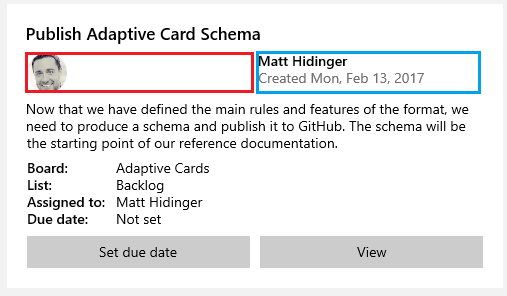 Publish Adaptive Card Schema
Matt Hidinger
Created Mon, Feb 13, 2017
Now that we have defined the main rules and features of the format, we
need to produce a schema and publish it to GitHub. The schema will be
the starting point of our reference documentation.
Board: Adaptive Cards
List: Backlog
Assigned to: Matt Hidinger
Due date: Not set
Set due date View